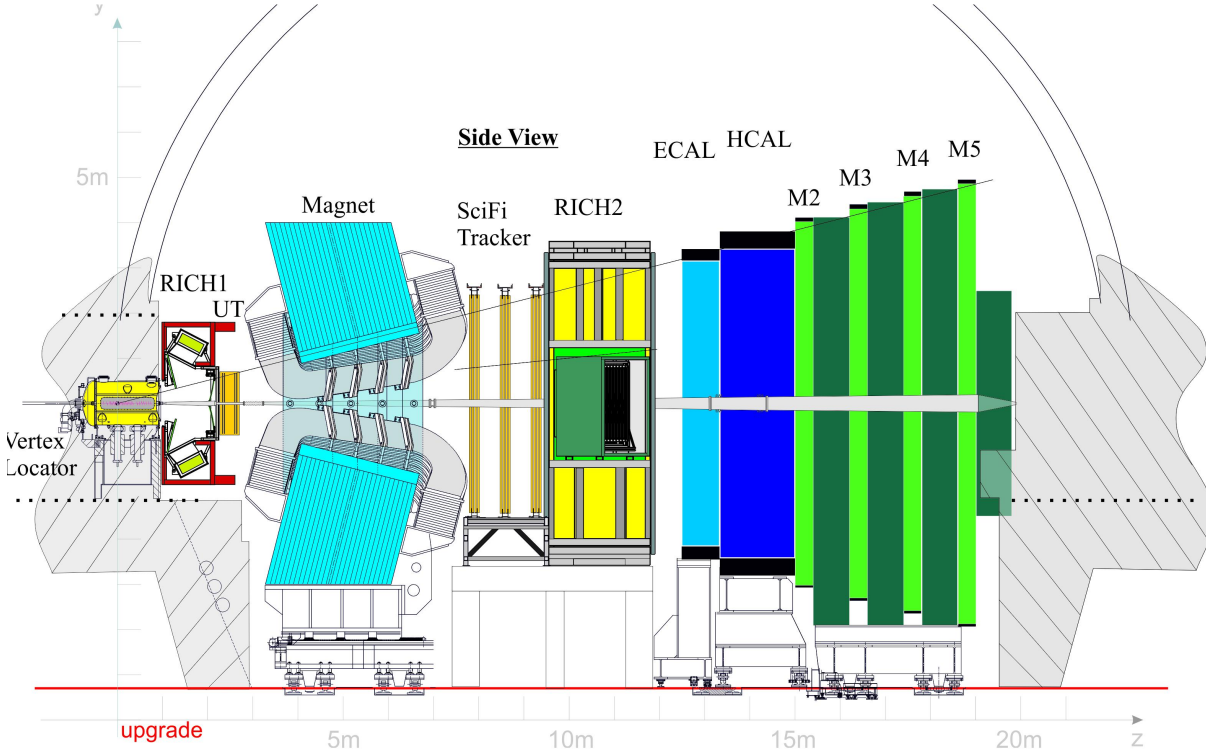 y
Side View
ECAL
HCAL
M4
M5
M3
M2
5m
Magnet
SciFi
Tracker
RICH2
RICH1
UT
Vertex
Locator
upgrade
5m
10m
15m
20m
z